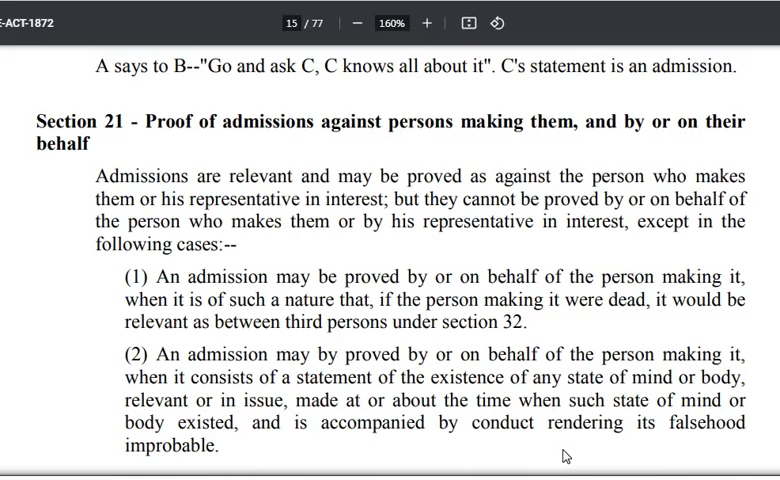 E-ACT-1872
15 / 77
160%
A says to B--"Go and ask C, C knows all about it". C's statement is an admission.
Section 21 - Proof of admissions against persons making them, and by or on their
behalf
Admissions are relevant and may be proved as against the person who makes
them or his representative in interest; but they cannot be proved by or on behalf of
the person who makes them or by his representative in interest, except in the
following cases:--
(1) An admission may be proved by or on behalf of the person making it,
when it is of such a nature that, if the person making it were dead, it would be
relevant as between third persons under section 32.
(2) An admission may by proved by or on behalf of the person making it,
when it consists of a statement of the existence of any state of mind or body,
relevant or in issue, made at or about the time when such state of mind or
body existed, and is accompanied by conduct rendering its falsehood
improbable.